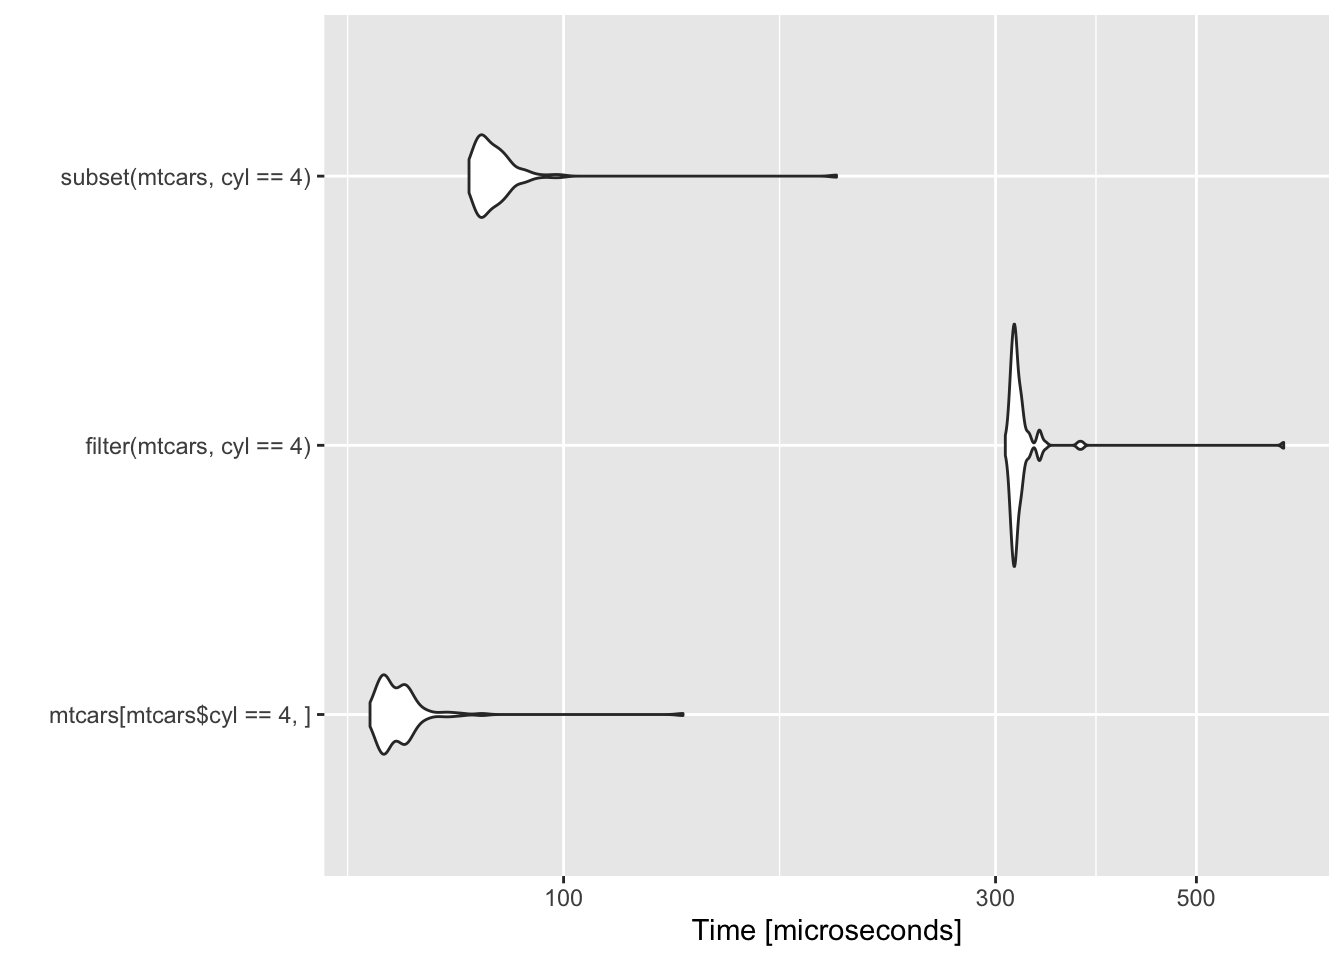 subset(mtcars, cyl == 4)
filter(mtcars, cyl == 4)
mtcars[mtcars$cyl == 4, ]
100 300 500
Time [microseconds]